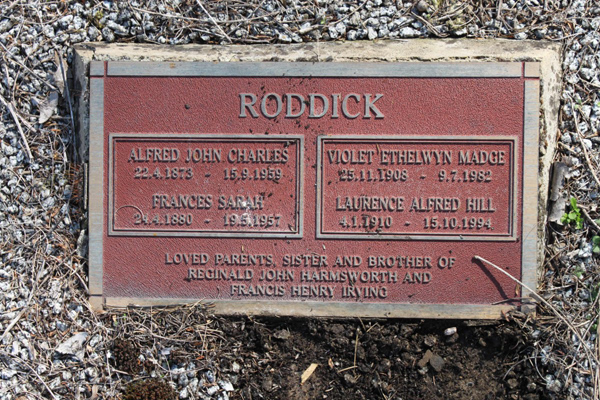 RODDICK
ALFRED JOHN CHARLES
22.4.1873 - 15.9.1959
FRANCES SARAH
24.4.1880 - 19.5.1957
VIOLET ETHELWYN MADGE
25.11.1908 - 9.7.1982
LAURENCE ALFRED HILL
4.1.1910 - 15.10.1994
LOVED PARENTS, SISTER AND BROTHER OF
REGINALD JOHN HARMSWORTH AND
FRANCIS HENRY IRVING